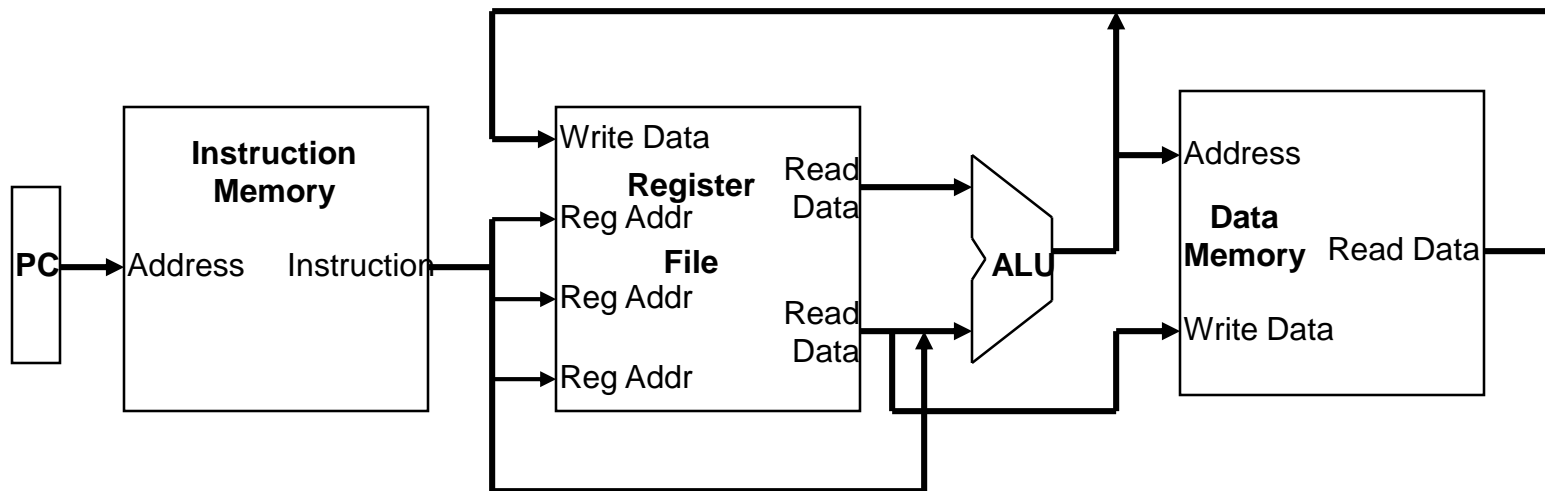 PC
Instruction
Memory
Address
Instruction
Write Data
Register
File
Reg Addr
Reg Addr
Reg Addr
Read
Data
Read
Data
ALU
Address
Data
Memory
Read Data
Write Data